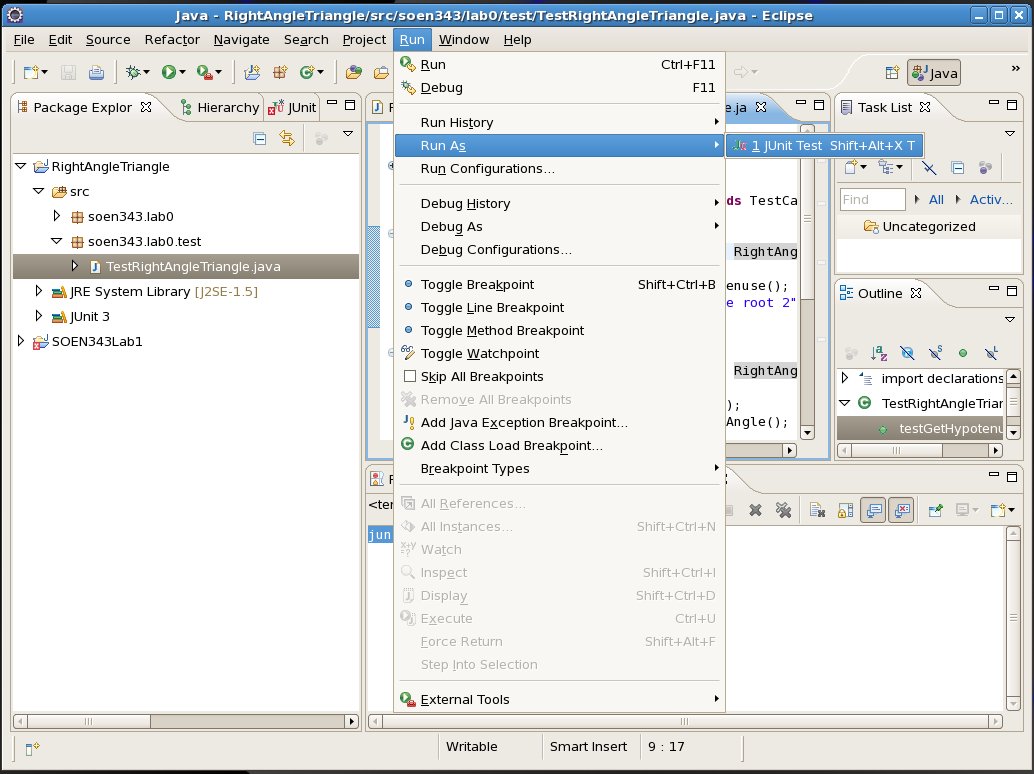 Java - RightAngleTriangle/src/soen343/lab0/test/TestRightAngleTriangle.java - Eclipse
File Edit Source Refactor Navigate Search Project Run Window Help
Java
»
Package Explor Hierarchy JUnit
RightAngleTriangle
src
soen343.lab0
soen343.lab0.test
TestRightAngleTriangle.java
JRE System Library [J2SE-1.5]
JUnit 3
SOEN343Lab1
Run Ctrl+F11
Debug F11
Run History
Run As
Run Configurations...
Debug History
Debug As
Debug Configurations...
Toggle Breakpoint Shift+Ctrl+B
Toggle Line Breakpoint
Toggle Method Breakpoint
Toggle Watchpoint
Skip All Breakpoints
Remove All Breakpoints
Add Java Exception Breakpoint...
Add Class Load Breakpoint...
Breakpoint Types
All References...
All Instances... Shift+Ctrl+N
Watch
Inspect Shift+Ctrl+I
Display Shift+Ctrl+D
Execute Ctrl+U
Force Return Shift+Alt+F
Step Into Selection
External Tools
1 JUnit Test Shift+Alt+X T
e.ja
ds TestCa
RightAng
enuse();
e root 2"
RightAng
);
Angle();
<ter
jun
Task List
Find All Activ...
Uncategorized
Outline
import declarations
TestRightAngleTriar
testGetHypotenu
Writable Smart Insert 9 : 17